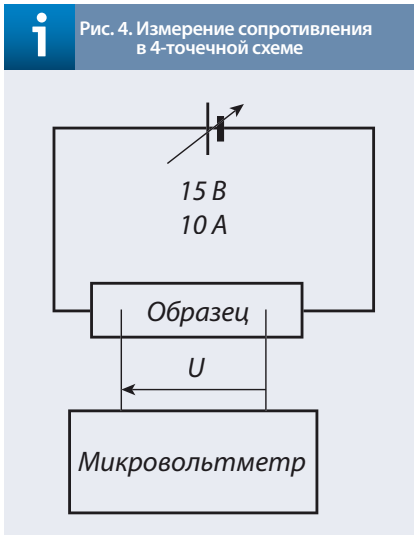 i
Рис. 4. Измерение сопротивления
в 4-точечной схеме
15 В
10 А
Образец
U
Микровольтметр